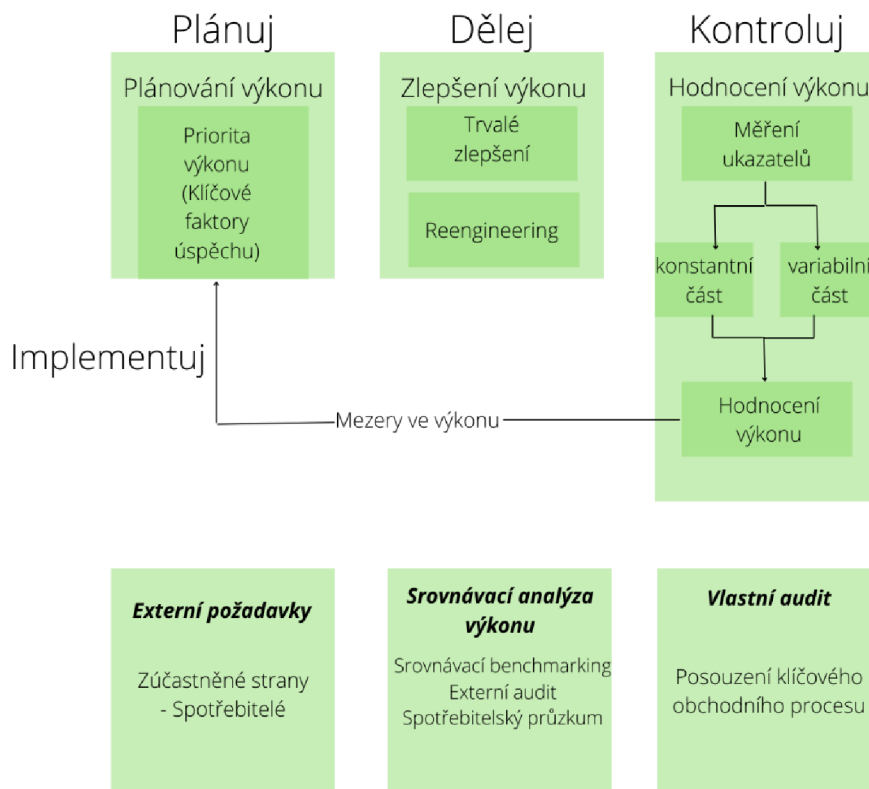 Plánuj
Dělej
Kontroluj
Plánování výkonu
Priorita
výkonu
(Klíčové
faktory
úspěchu)
Zlepšení výkonu
Trvalé
zlepšení
Reengineering
Hodnocení výkonu
Měření
ukazatelů
konstantní
část
variabilní
část
Hodnocení
výkonu
Implementuj
Mezery ve výkonu
Externí požadavky
Zúčastněné strany
- Spotřebitelé
Srovnávací analýza
výkonu
Srovnávací benchmarking
Externí audit
Spotřebitelský průzkum
Vlastní audit
Posouzení klíčového
obchodního procesu